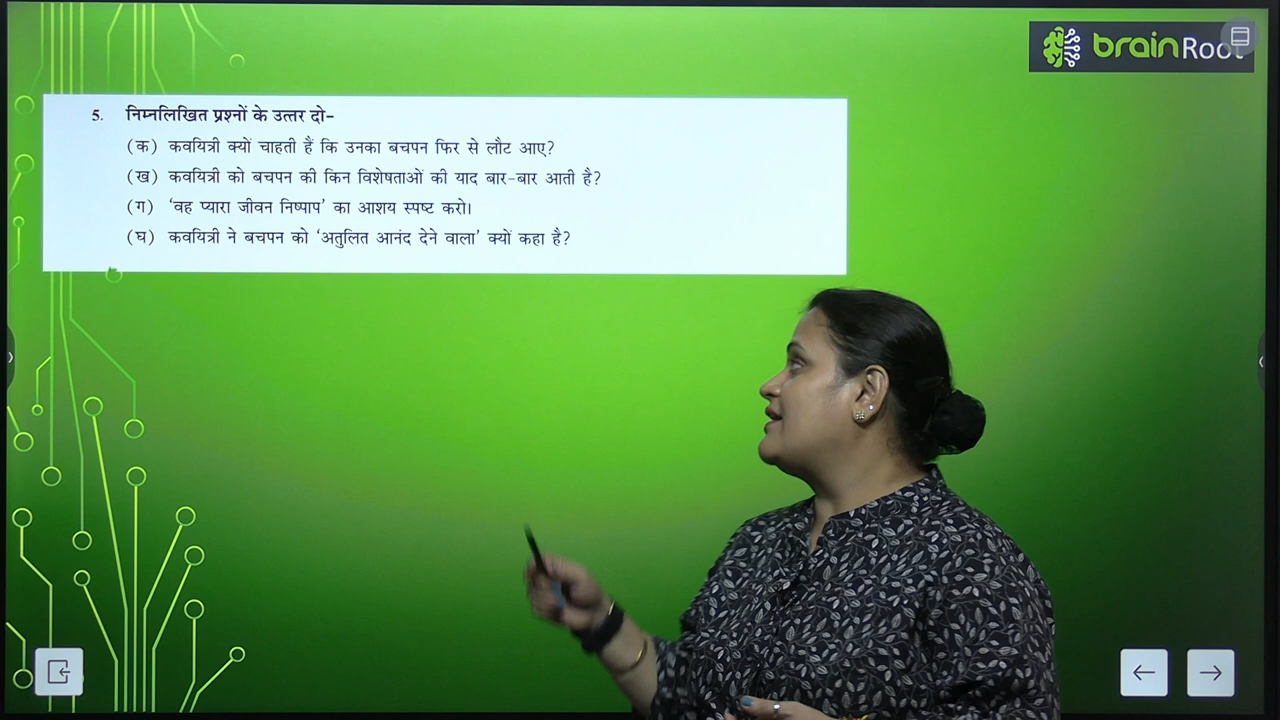 brainRoot
5. निम्नलिखित प्रश्नों के उत्तर दो-
(क) कवयित्री क्यों चाहती हैं कि उनका बचपन फिर से लौट आए?
(ख) कवयित्री को बचपन की किन विशेषताओं की याद बार-बार आती है?
(ग) 'वह प्यारा जीवन निष्पाप' का आशय स्पष्ट करो।
(घ) कवयित्री ने बचपन को 'अतुलित आनंद देने वाला' क्यों कहा है?